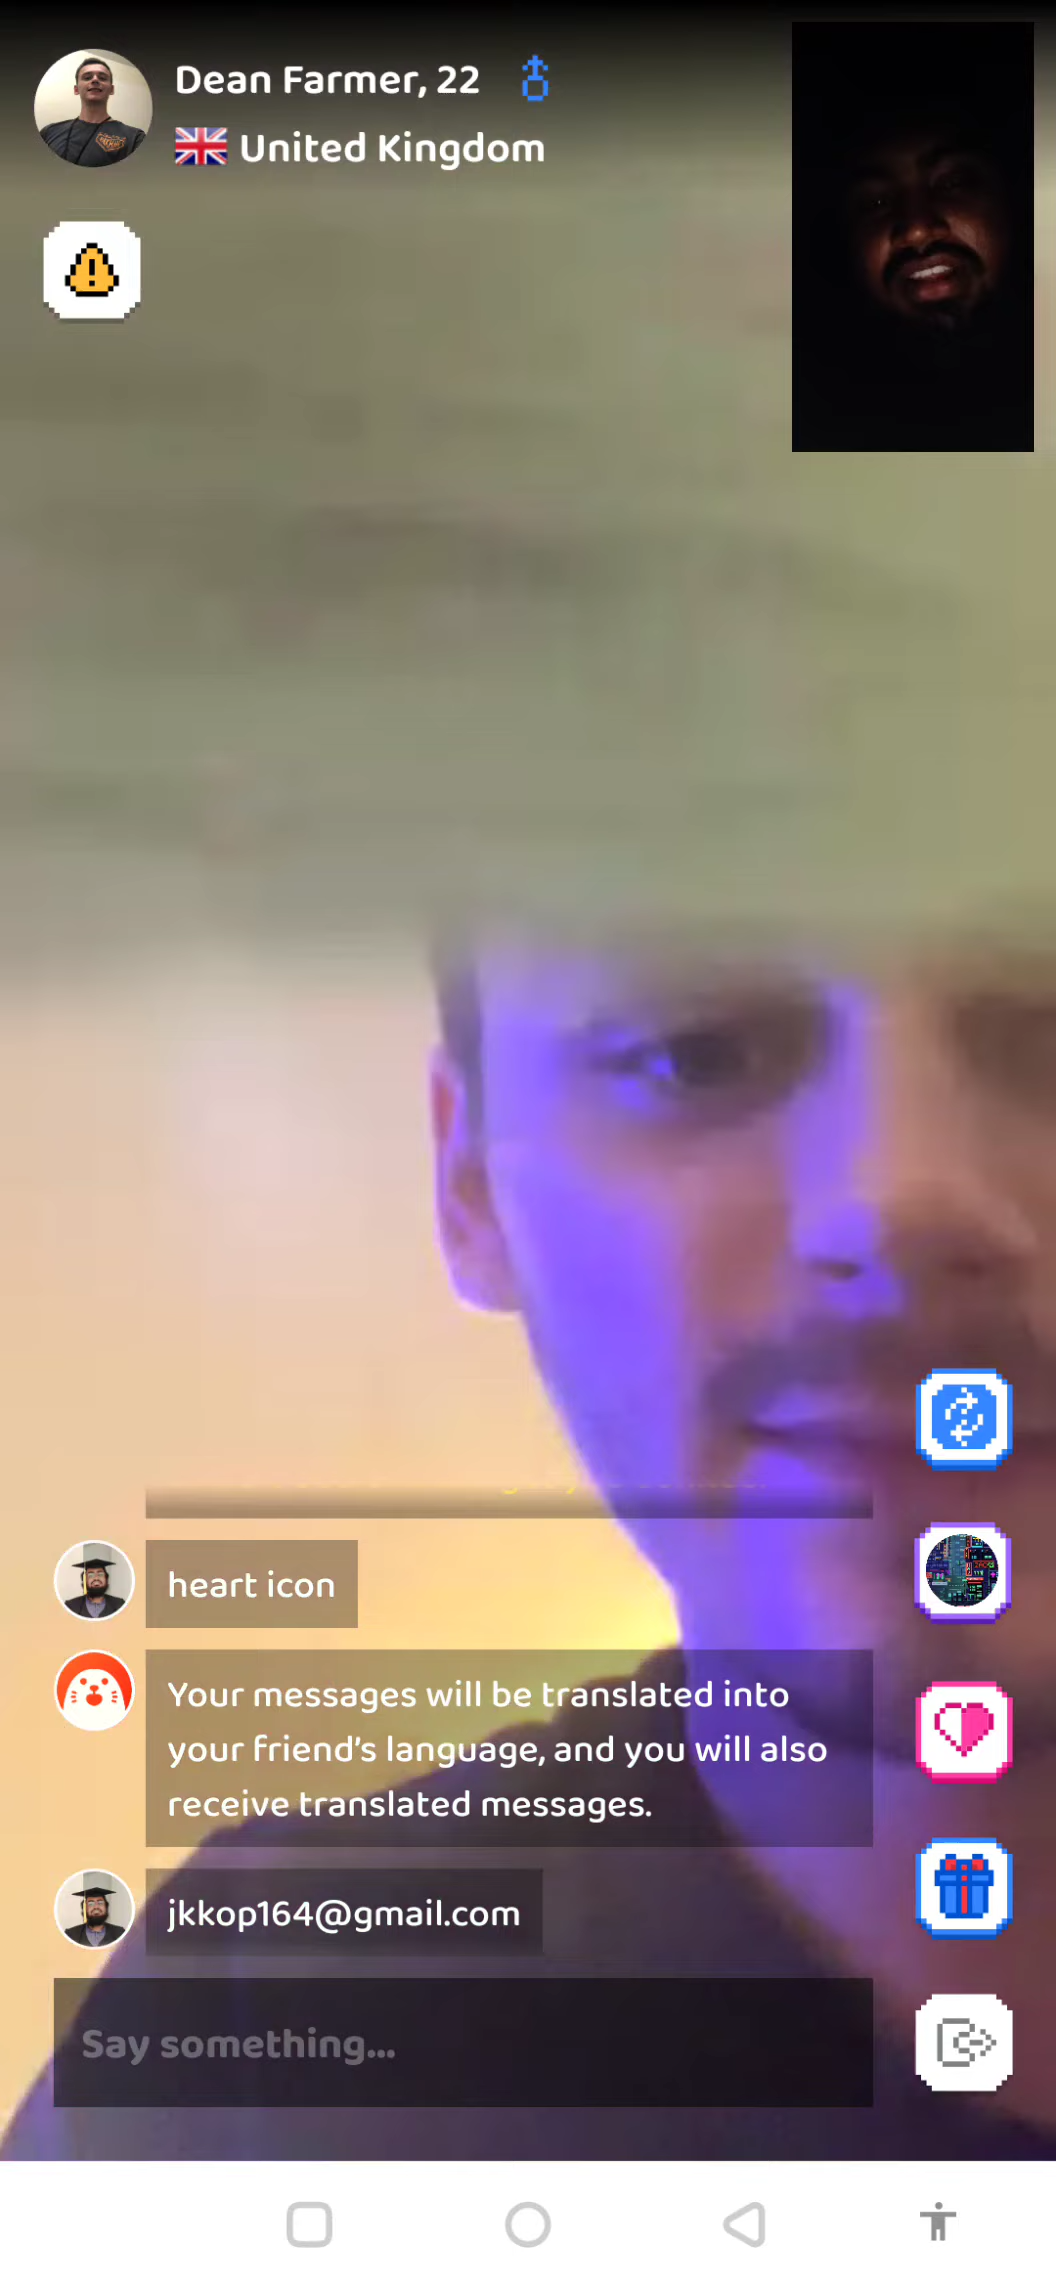 Dean Farmer, 22
United Kingdom
heart icon
Your messages will be translated into
your friend's language, and you will also
receive translated messages.
jkkop164@gmail.com
Say something...